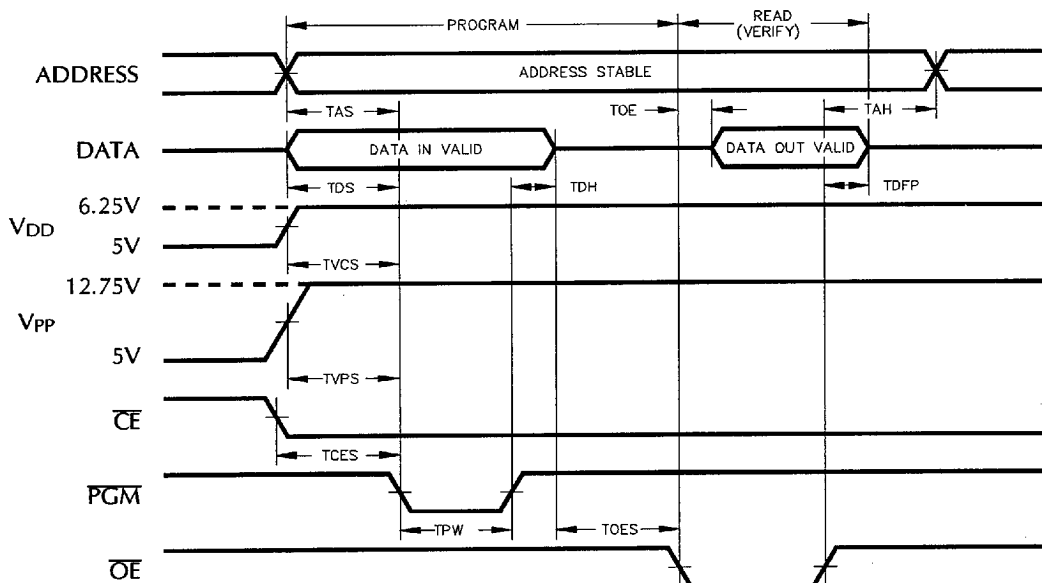 PROGRAM
READ
(VERIFY)
ADDRESS
ADDRESS STABLE
TAS
TOE
TAH
DATA
DATA IN VALID
DATA OUT VALID
TDS
TDH
TDFP
6.25V
VDD
5V
TVCS
12.75V
VPP
5V
TVPS
CE
TCES
PGM
TPW
TOES
OE